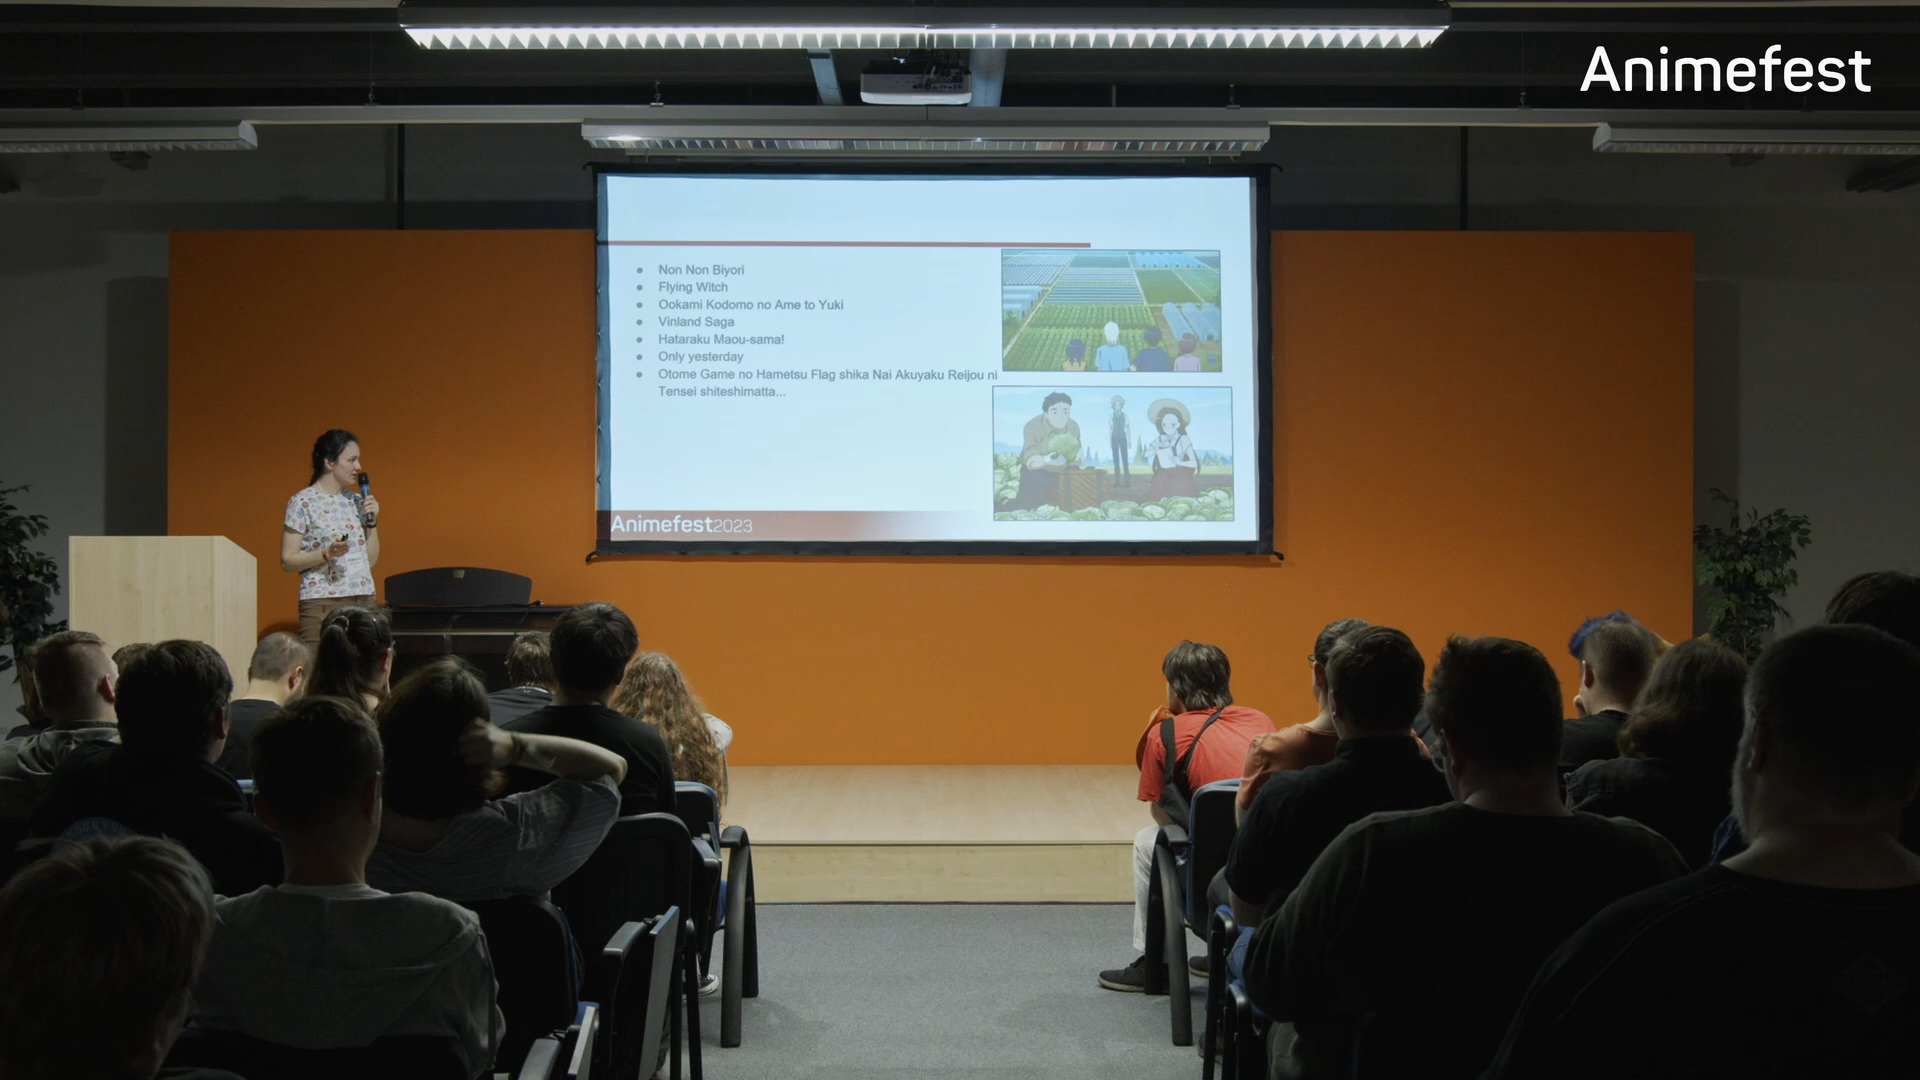 Animefest
Non Non Biyori
Flying Witch
Ookami Kodomo no Ame to Yuki
Vinland Saga
Hataraku Maou-sama!
Only yesterday
Otome Game no Hametsu Flag shika Nai Akuyaku Reijou ni
Tensei shiteshimatta...
Animefest2023